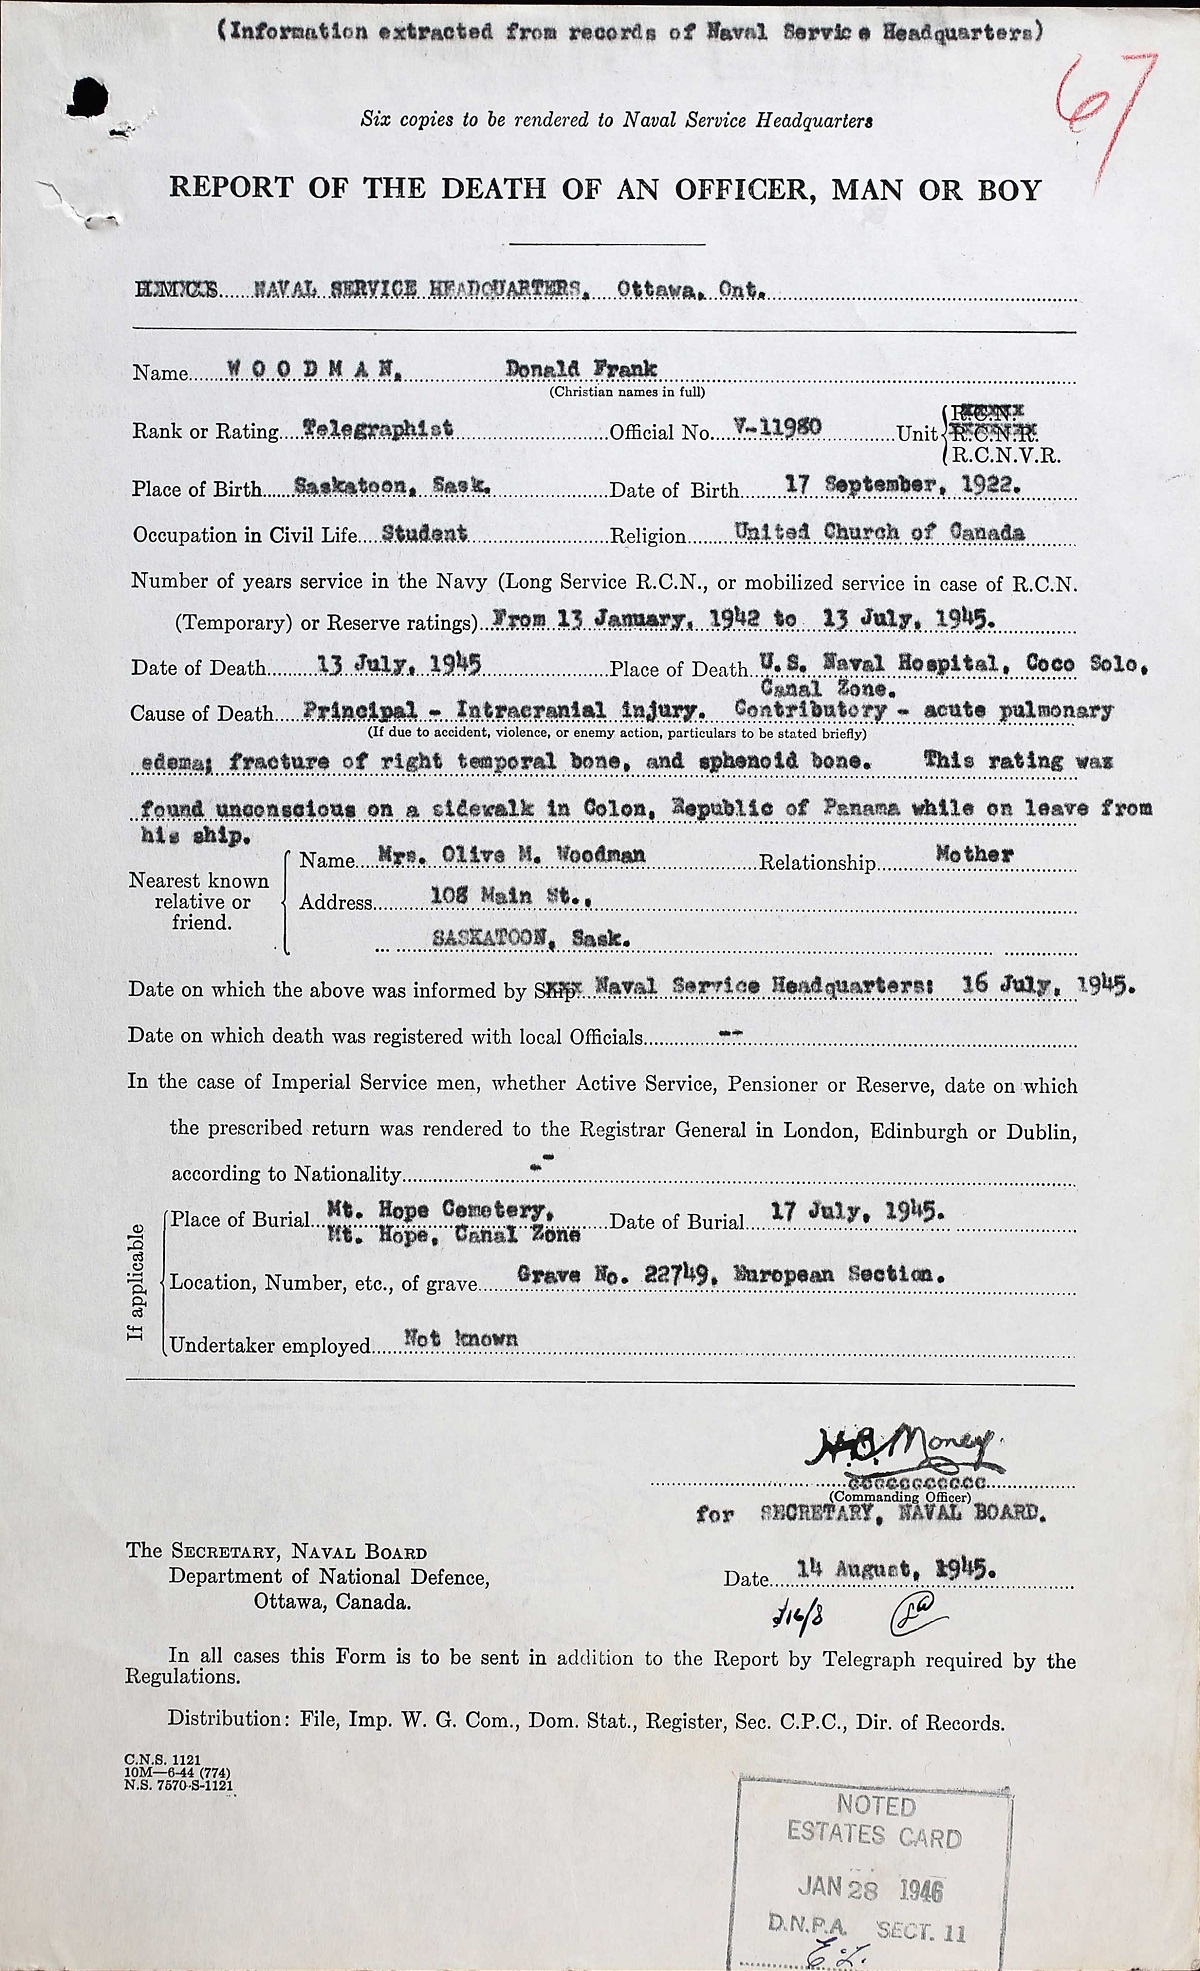 (Information extracted from records of Naval Service Headquarters)
67
Six copies to be rendered to Naval Service Headquarters
REPORT OF THE DEATH OF AN OFFICER, MAN OR BOY
H.M.C.S. NAVAL SERVICE HEADQUARTERS, Ottawa, Ont.
Name WOODMAN, Donald Frank
(Christian names in full)
Rank or Rating Telegraphist Official No. V-11980 Unit R.C.N.
R.C.N.R.
R.C.N.V.R.
Place of Birth Saskatoon, Sask. Date of Birth 17 September, 1922.
Occupation in Civil Life Student Religion United Church of Canada
Number of years service in the Navy (Long Service R.C.N., or mobilized service in case of R.C.N.
(Temporary) or Reserve ratings) From 13 January, 1942 to 13 July, 1945.
Date of Death 13 July, 1945 Place of Death U.S. Naval Hospital, Coco Solo,
Canal Zone.
Cause of Death Principal - Intracranial injury. Contributory - acute pulmonary
(If due to accident, violence, or enemy action, particulars to be stated briefly)
edema; fracture of right temporal bone, and sphenoid bone. This rating was
found unconscious on a sidewalk in Colon, Republic of Panama while on leave from
his ship.
Nearest known
relative or
friend.
Name Mrs. Olive M. Woodman Relationship Mother
Address 108 Main St.,
SASKATOON, Sask.
Date on which the above was informed by Ship Naval Service Headquarters: 16 July, 1945.
Date on which death was registered with local Officials --
In the case of Imperial Service men, whether Active Service, Pensioner or Reserve, date on which
the prescribed return was rendered to the Registrar General in London, Edinburgh or Dublin,
according to Nationality --
If applicable
Place of Burial Mt. Hope Cemetery, Date of Burial 17 July, 1945.
Mt. Hope, Canal Zone
Location, Number, etc., of grave Grave No. 22749, European Section.
Undertaker employed Not known
H.B. Money
(Commanding Officer)
for SECRETARY, NAVAL BOARD.
The SECRETARY, NAVAL BOARD
Department of National Defence,
Ottawa, Canada.
Date 14 August, 1945.
16/8
In all cases this Form is to be sent in addition to the Report by Telegraph required by the
Regulations.
Distribution: File, Imp. W. G. Com., Dom. Stat., Register, Sec. C.P.C., Dir. of Records.
C.N.S. 1121
10M—6-44 (774)
N.S. 7570-S-1121
NOTED
ESTATES CARD
JAN 28 1946
D.N.P.A. SECT. 11